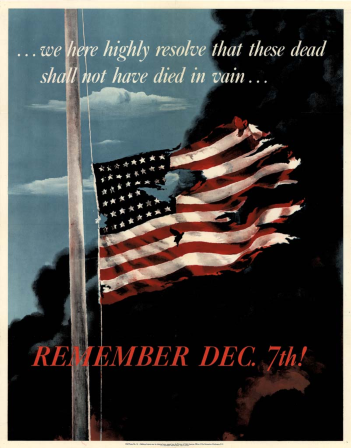 ...we here highly resolve that these dead
shall not have died in vain...
REMEMBER DEC. 7th!